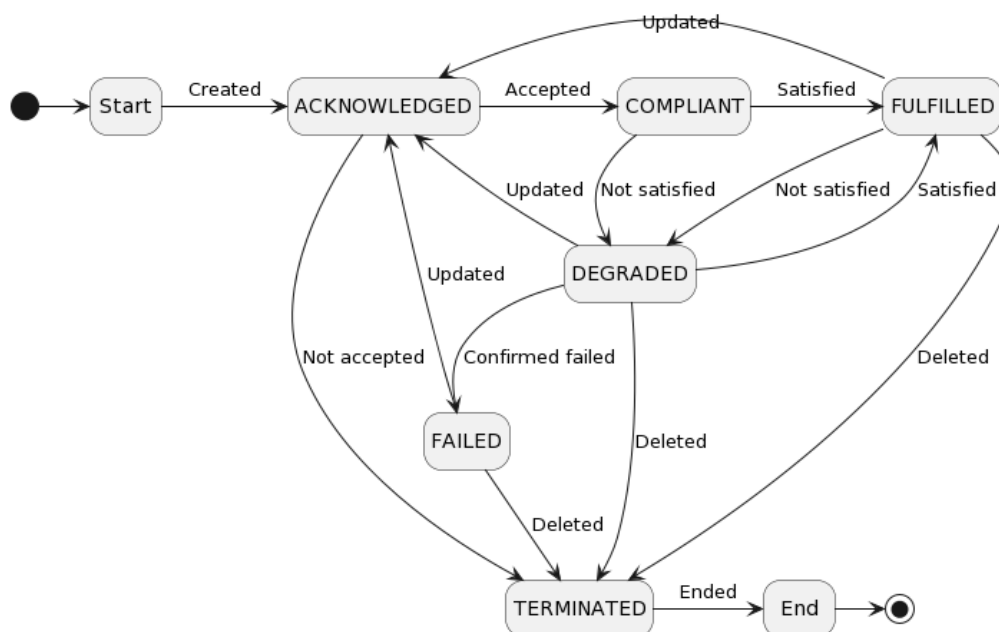 Updated
Start
Created
ACKNOWLEDGED
Accepted
COMPLIANT
Satisfied
FULFILLED
Updated
Not satisfied
Not satisfied
Satisfied
DEGRADED
Updated
Not accepted
Confirmed failed
Deleted
FAILED
Deleted
Deleted
TERMINATED
Ended
End